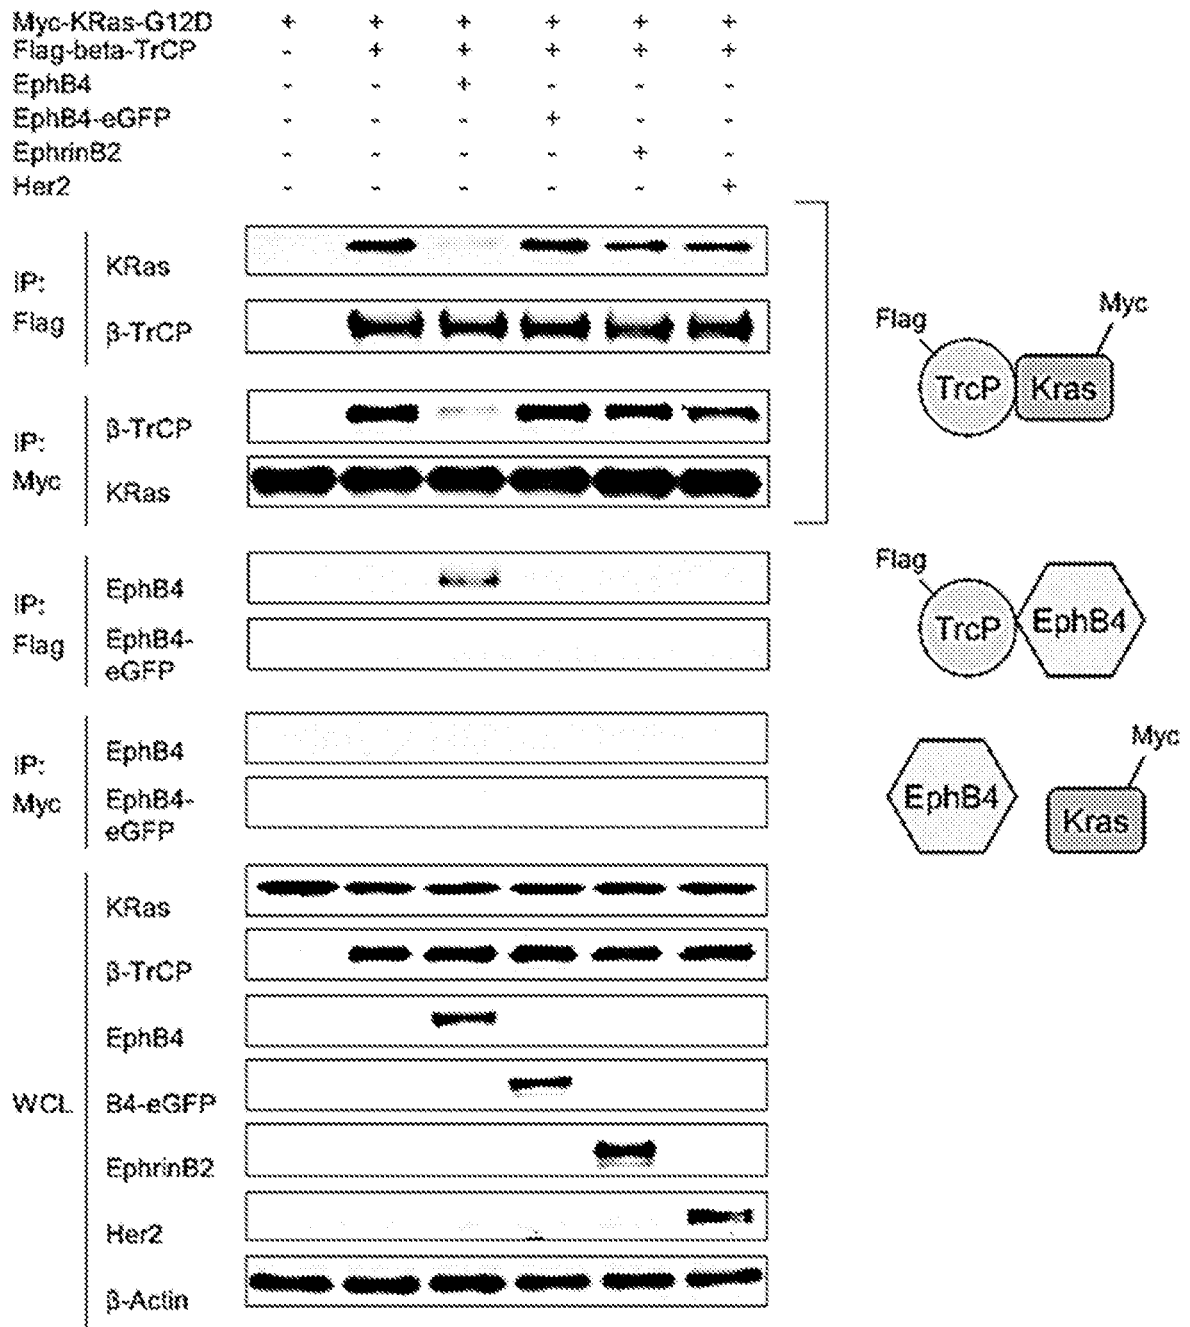 Myc-KRas-G12D + + + + + +
Flag-beta-TrCP - + + + + +
EphB4 - - + - - -
EphB4-eGFP - - - + - -
EphrinB2 - - - - + -
Her2 - - - - - +
IP:
Flag
KRas
β-TrCP
IP:
Myc
β-TrCP
KRas
Flag
Myc
TrcP
Kras
IP:
Flag
EphB4
EphB4-
eGFP
Flag
TrcP
EphB4
IP:
Myc
EphB4
EphB4-
eGFP
EphB4
Myc
Kras
WCL
KRas
β-TrCP
EphB4
B4-eGFP
EphrinB2
Her2
β-Actin